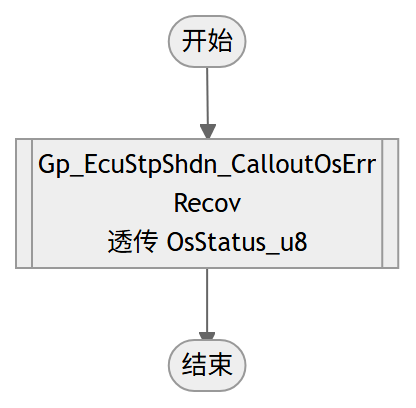 开始
Gp_EcuStpShdn_CalloutOsErr
Recov
透传 OsStatus_u8
结束